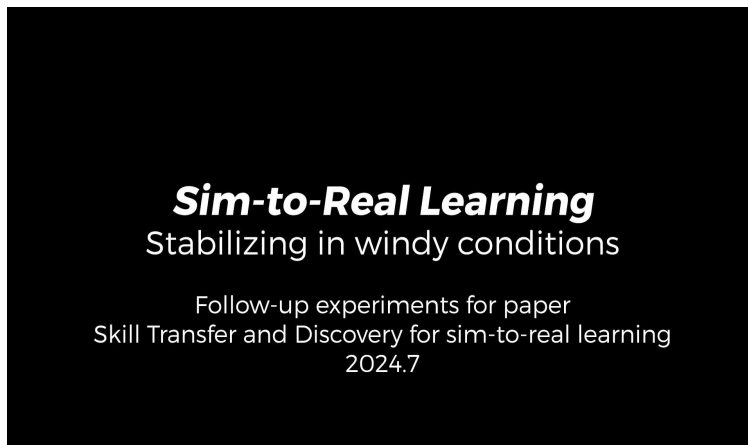 Sim-to-Real Learning
Stabilizing in windy conditions
Follow-up experiments for paper
Skill Transfer and Discovery for sim-to-real learning
2024.7